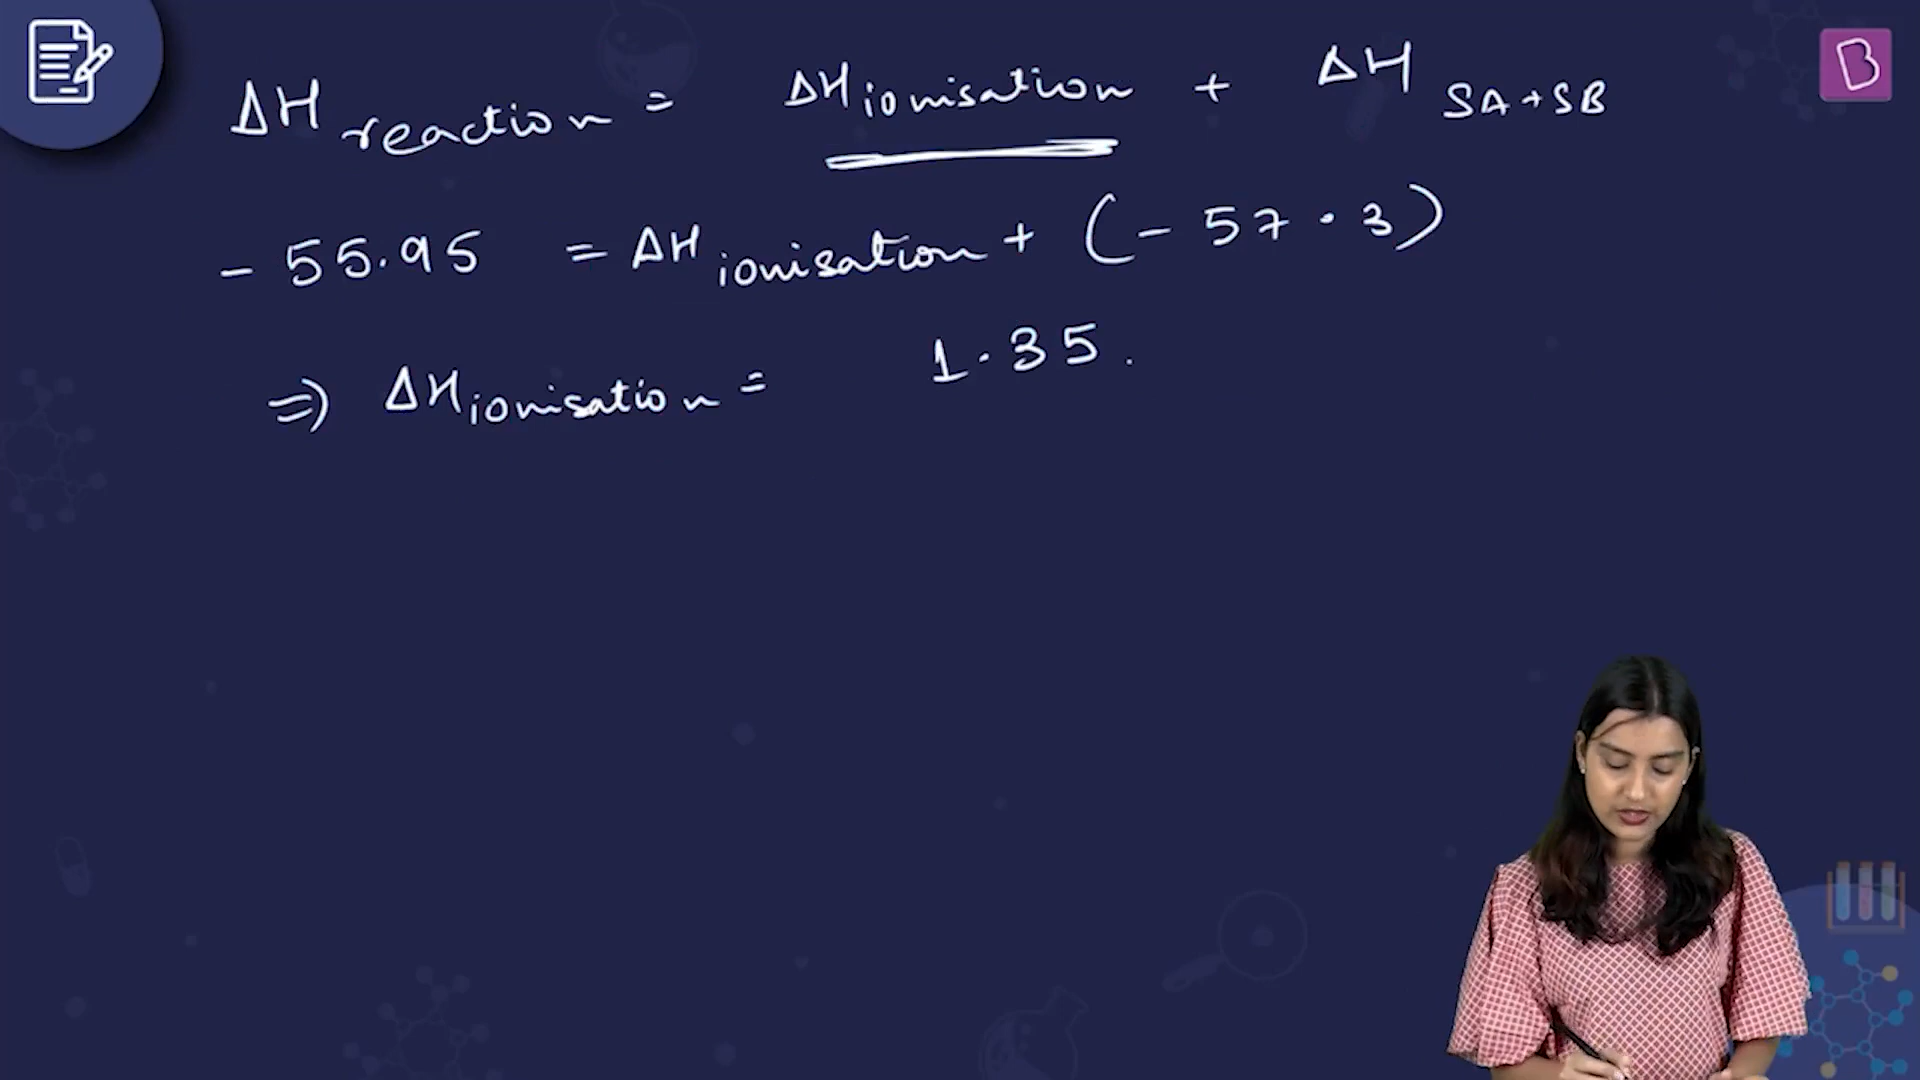 ΔH reaction = ΔH ionisation + ΔH SA+SB
- 55.95 = ΔH ionisation + (- 57.3)
⇒ ΔH ionisation = 1.35.
B